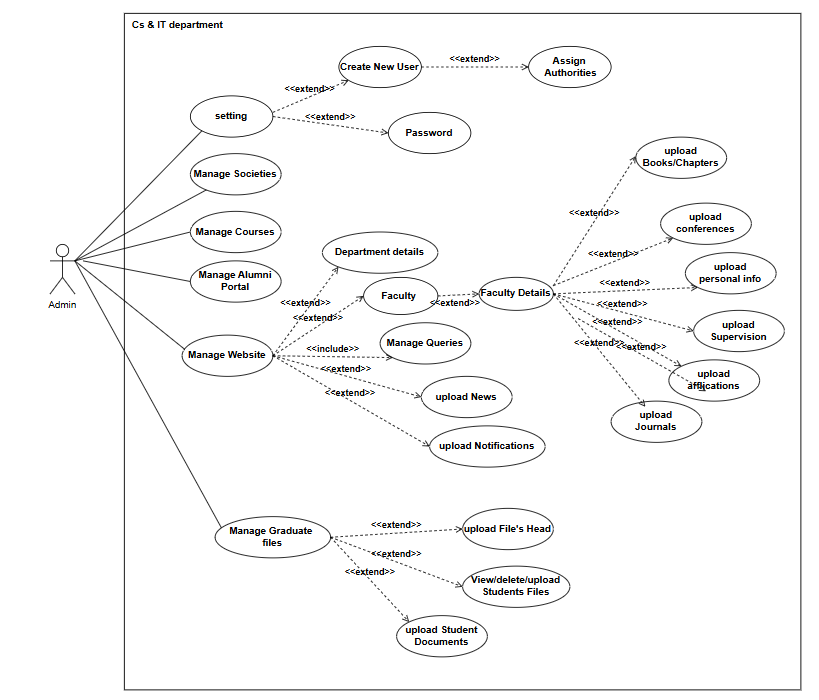 Cs & IT department
Create New User
<<extend>>
Assign
Authorities
<<extend>>
setting
<<extend>>
Password
Manage Societies
upload
Books/Chapters
Manage Courses
<<extend>>
upload
conferences
Admin
Manage Alumni
Portal
Department details
<<extend>>
upload
personal info
<<extend>>
Faculty
<<extend>>
Faculty Details
<<extend>>
<<extend>>
<<extend>>
upload
Supervision
<<extend>>
<<extend>>
<<extend>>
Manage Website
<<include>>
Manage Queries
<<extend>>
upload
afflications
upload News
<<extend>>
upload
Journals
upload Notifications
Manage Graduate
files
<<extend>>
upload File's Head
<<extend>>
View/delete/upload
Students Files
<<extend>>
upload Student
Documents